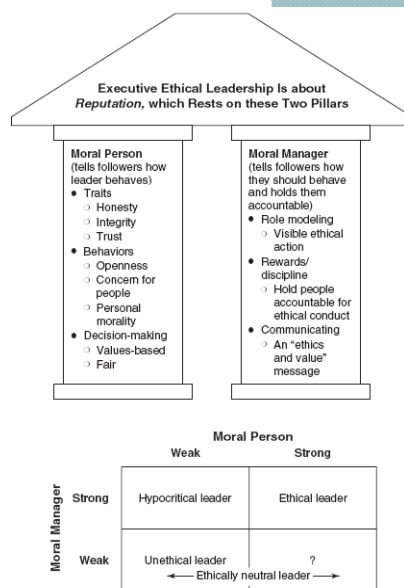 Executive Ethical Leadership Is about
Reputation, which Rests on these Two Pillars
Moral Person
(tells followers how
leader behaves)
• Traits
○ Honesty
○ Integrity
○ Trust
• Behaviors
○ Openness
○ Concern for
people
○ Personal
morality
• Decision-making
○ Values-based
○ Fair
Moral Manager
(tells followers how
they should behave
and holds them
accountable)
• Role modeling
○ Visible ethical
action
• Rewards/
discipline
○ Hold people
accountable for
ethical conduct
• Communicating
○ An “ethics
and value”
message
Moral Person
Weak Strong
Moral Manager
Strong Hypocritical leader Ethical leader
Weak Unethical leader ?
Ethically neutral leader